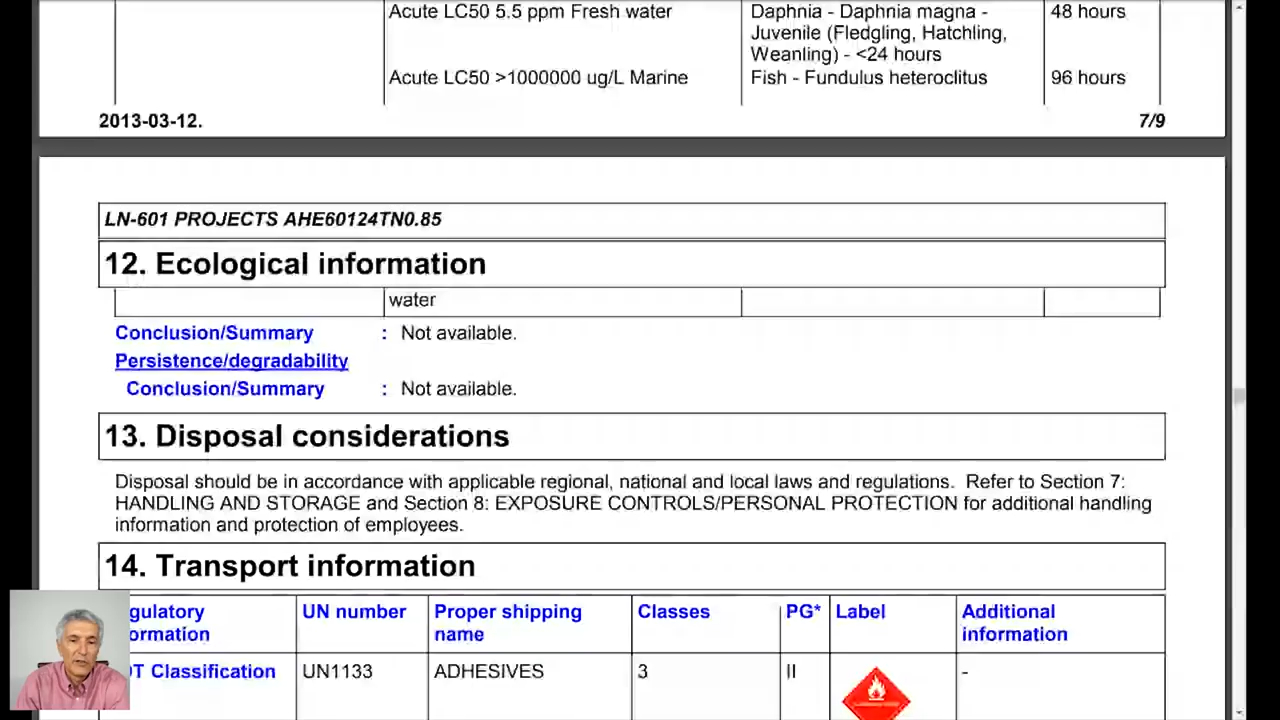 Acute LC50 5.5 ppm Fresh water Daphnia - Daphnia magna - 48 hours
Juvenile (Fledgling, Hatchling,
Weanling) - <24 hours
Acute LC50 >1000000 ug/L Marine Fish - Fundulus heteroclitus 96 hours
2013-03-12. 7/9
LN-601 PROJECTS AHE60124TN0.85
12. Ecological information
water
Conclusion/Summary : Not available.
Persistence/degradability
Conclusion/Summary : Not available.
13. Disposal considerations
Disposal should be in accordance with applicable regional, national and local laws and regulations. Refer to Section 7:
HANDLING AND STORAGE and Section 8: EXPOSURE CONTROLS/PERSONAL PROTECTION for additional handling
information and protection of employees.
14. Transport information
gulatory UN number Proper shipping Classes PG* Label Additional
ormation name information
T Classification UN1133 ADHESIVES 3 II -